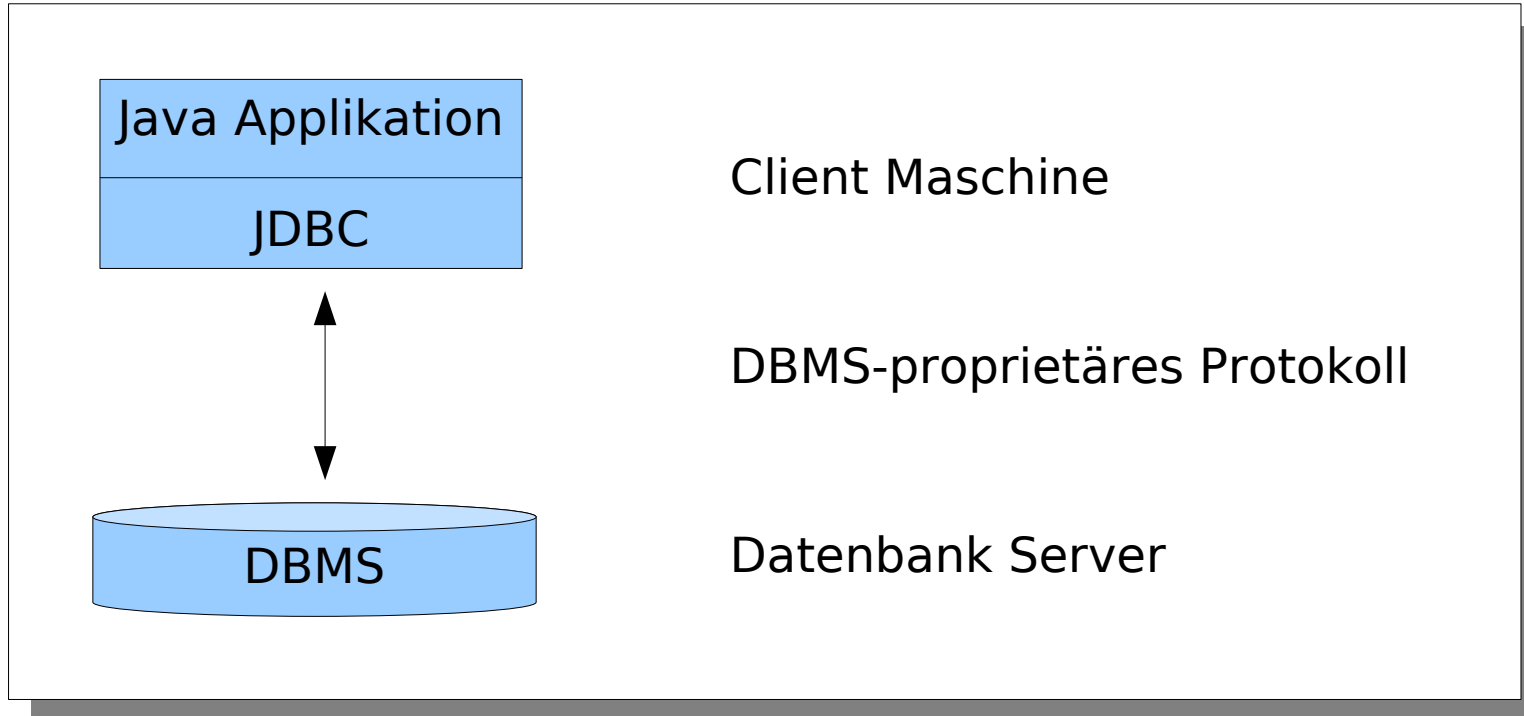 Java Applikation
JDBC
Client Maschine
DBMS-proprietäres Protokoll
DBMS
Datenbank Server